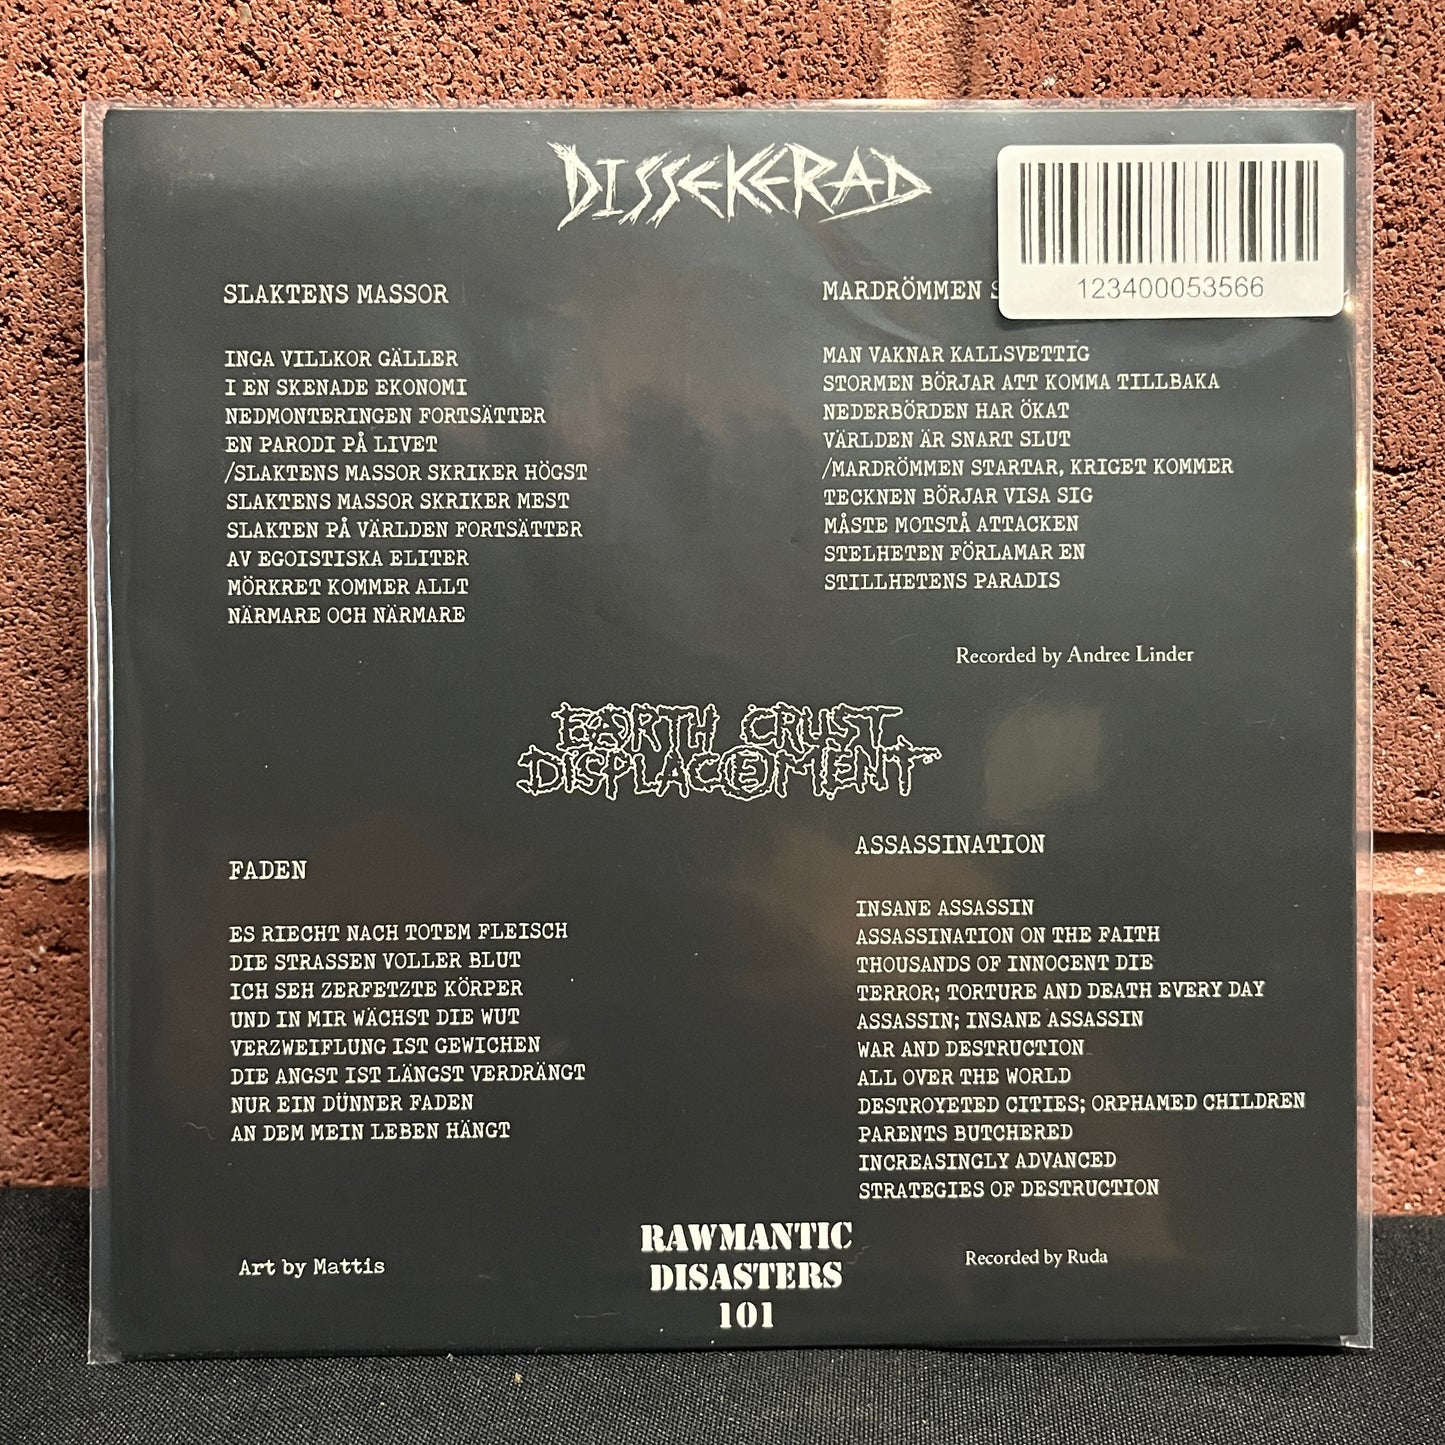 DISSEKERAD
123400053566
SLAKTENS MASSOR
INGA VILLKOR GÄLLER
I EN SKENADE EKONOMI
NEDMONTERINGEN FORTSÄTTER
EN PARODI PÅ LIVET
/SLAKTENS MASSOR SKRIKER HÖGST
SLAKTENS MASSOR SKRIKER MEST
SLAKTEN PÅ VÄRLDEN FORTSÄTTER
AV EGOISTISKA ELITER
MÖRKRET KOMMER ALLT
NÄRMARE OCH NÄRMARE
MARDRÖMMEN
MAN VAKNAR KALLSVETTIG
STORMEN BÖRJAR ATT KOMMA TILLBAKA
NEDERBÖRDEN HAR ÖKAT
VÄRLDEN ÄR SNART SLUT
/MARDRÖMMEN STARTAR, KRIGET KOMMER
TECKNEN BÖRJAR VISA SIG
MÅSTE MOTSTÅ ATTACKEN
STELHETEN FÖRLAMAR EN
STILLHETENS PARADIS
Recorded by Andree Linder
EARTH CRUST
DISPLACEMENT
FADEN
ES RIECHT NACH TOTEM FLEISCH
DIE STRASSEN VOLLER BLUT
ICH SEH ZERFETZTE KÖRPER
UND IN MIR WÄCHST DIE WUT
VERZWEIFLUNG IST GEWICHEN
DIE ANGST IST LÄNGST VERDRÄNGT
NUR EIN DÜNNER FADEN
AN DEM MEIN LEBEN HÄNGT
ASSASSINATION
INSANE ASSASSIN
ASSASSINATION ON THE FAITH
THOUSANDS OF INNOCENT DIE
TERROR; TORTURE AND DEATH EVERY DAY
ASSASSIN; INSANE ASSASSIN
WAR AND DESTRUCTION
ALL OVER THE WORLD
DESTROYETED CITIES; ORPHAMED CHILDREN
PARENTS BUTCHERED
INCREASINGLY ADVANCED
STRATEGIES OF DESTRUCTION
Art by Mattis
RAWMANTIC
DISASTERS
101
Recorded by Ruda